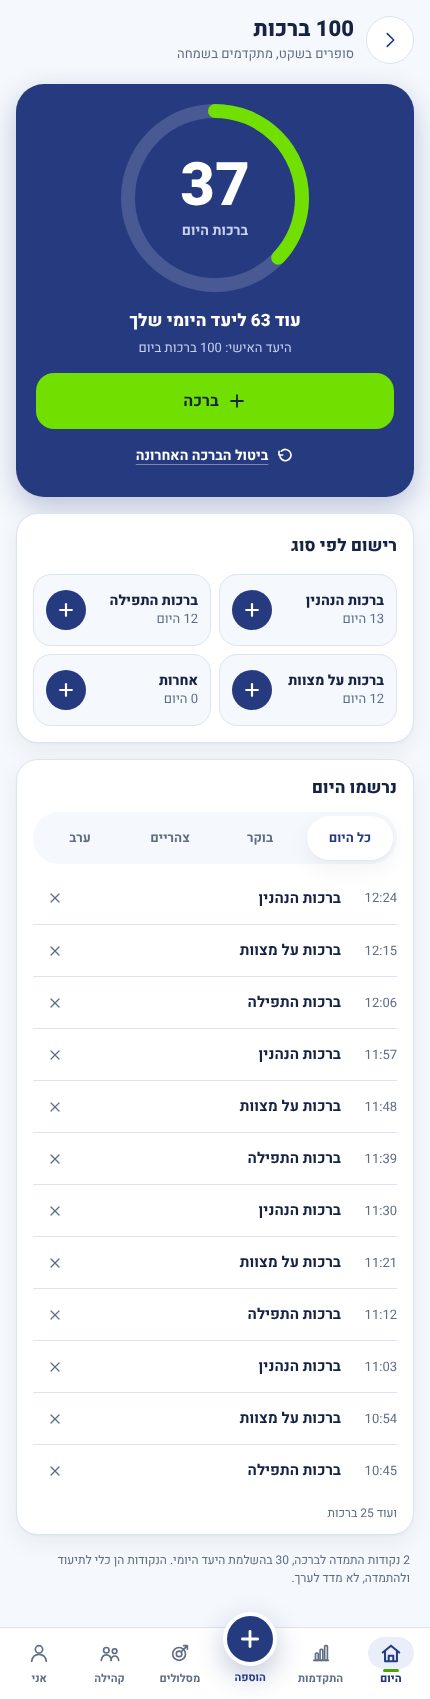 100 ברכות
סופרים בשקט, מתקדמים בשמחה
37
ברכות היום
עוד 63 ליעד היומי שלך
היעד האישי: 100 ברכות ביום
+ ברכה
ביטול הברכה האחרונה
רישום לפי סוג
ברכות הנהנין
13 היום
ברכות התפילה
12 היום
ברכות על מצוות
12 היום
אחרות
0 היום
נרשמו היום
כל היום בוקר צהריים ערב
12:24 ברכות הנהנין
12:15 ברכות על מצוות
12:06 ברכות התפילה
11:57 ברכות הנהנין
11:48 ברכות על מצוות
11:39 ברכות התפילה
11:30 ברכות הנהנין
11:21 ברכות על מצוות
11:12 ברכות התפילה
11:03 ברכות הנהנין
10:54 ברכות על מצוות
10:45 ברכות התפילה
ועוד 25 ברכות
2 נקודות התמדה לברכה, 30 בהשלמת היעד היומי. הנקודות הן כלי לתיעוד
ולהתמדה, לא מדד לערך.
היום התקדמות הוספה מסלולים קהילה אני